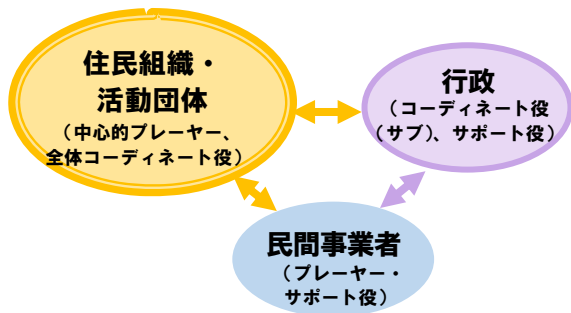 住民組織・
活動団体
（中心的プレーヤー、
全体コーディネート役）
行政
（コーディネート役
（サブ）、サポート役）
民間事業者
（プレーヤー・
サポート役）